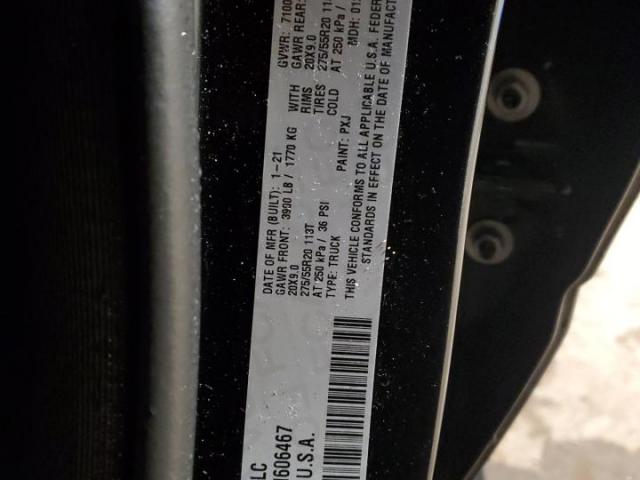 DATE OF MFR (BUILT): 1-21 GVWR: 7100
GAWR FRONT: 3900 LB / 1770 KG WITH GAWR REAR:
20X9.0 RIMS 20X9.0
275/55R20 113T TIRES 275/55R20
AT 250 kPa / 36 PSI COLD AT 250 kPa /
TYPE: TRUCK PAINT: PXJ MDH:
THIS VEHICLE CONFORMS TO ALL APPLICABLE U.S.A. FEDER
STANDARDS IN EFFECT ON THE DATE OF MANUFACT
LC
606467
U.S.A.